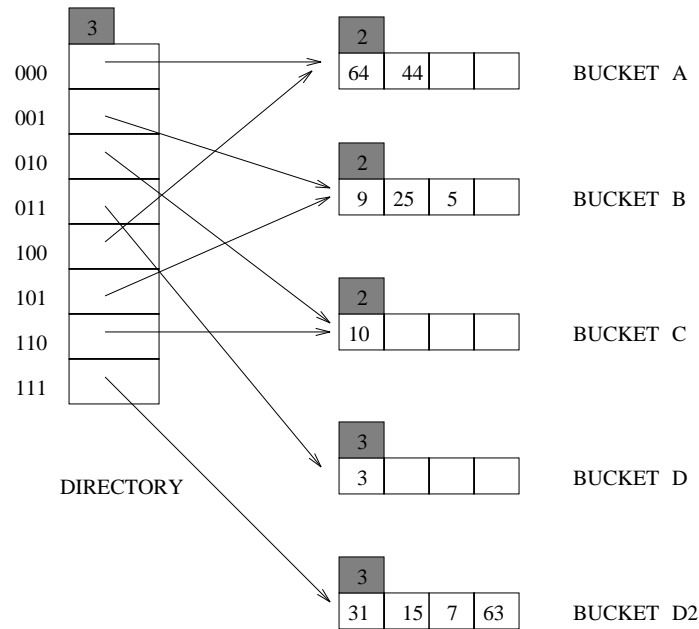 3
000
001
010
011
100
101
110
111
DIRECTORY
2
64 44
BUCKET A
2
9 25 5
BUCKET B
2
10
BUCKET C
3
3
BUCKET D
3
31 15 7 63
BUCKET D2